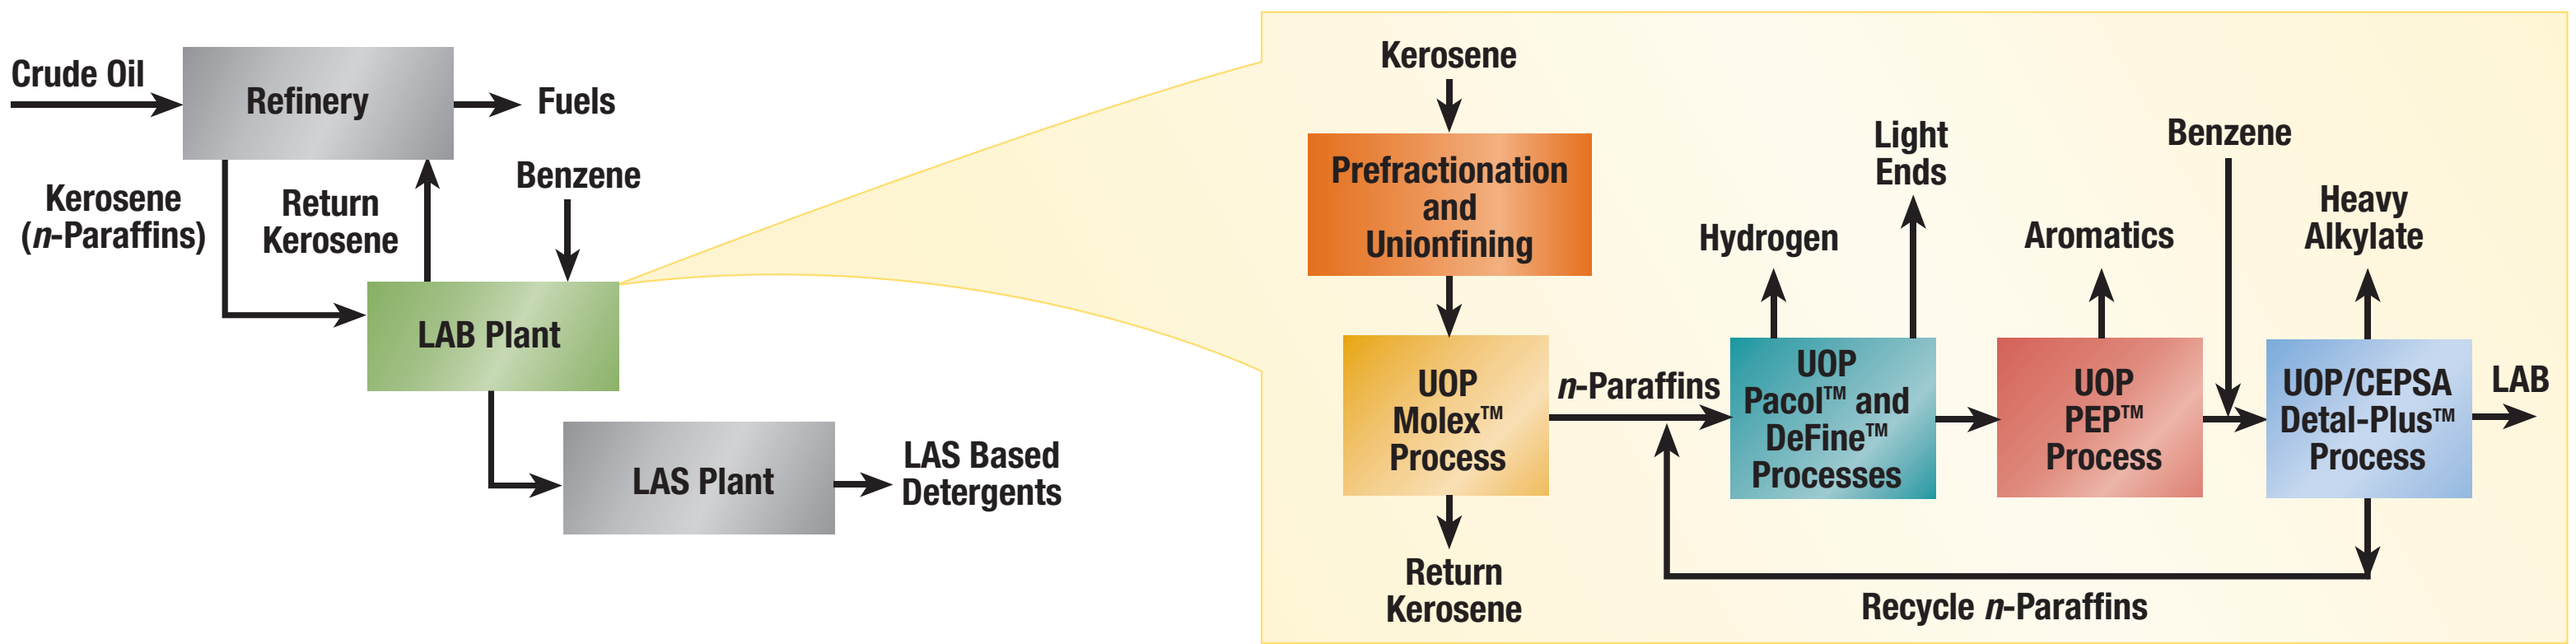 Crude Oil
Refinery
Fuels
Kerosene
(n-Paraffins)
Return
Kerosene
Benzene
LAB Plant
LAS Plant
LAS Based
Detergents
Kerosene
Prefractionation
and
Unionfining
UOP
Molex™
Process
Return
Kerosene
n-Paraffins
Hydrogen
Light
Ends
UOP
Pacol™ and
DeFine™
Processes
Aromatics
UOP
PEP™
Process
Benzene
Heavy
Alkylate
UOP/CEPSA
Detal-Plus™
Process
LAB
Recycle n-Paraffins